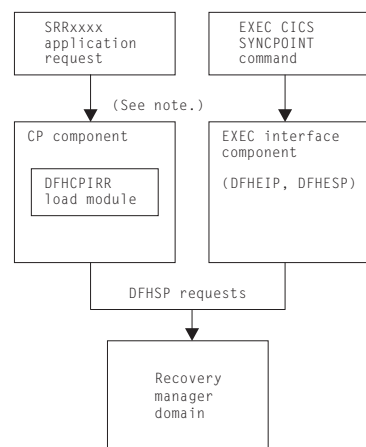 SRRxxxx
application
request
EXEC CICS
SYNCPOINT
command
(See note.)
CP component
DFHCPIRR
load module
EXEC interface
component
(DFHEIP, DFHESP)
DFHSP requests
Recovery
manager
domain